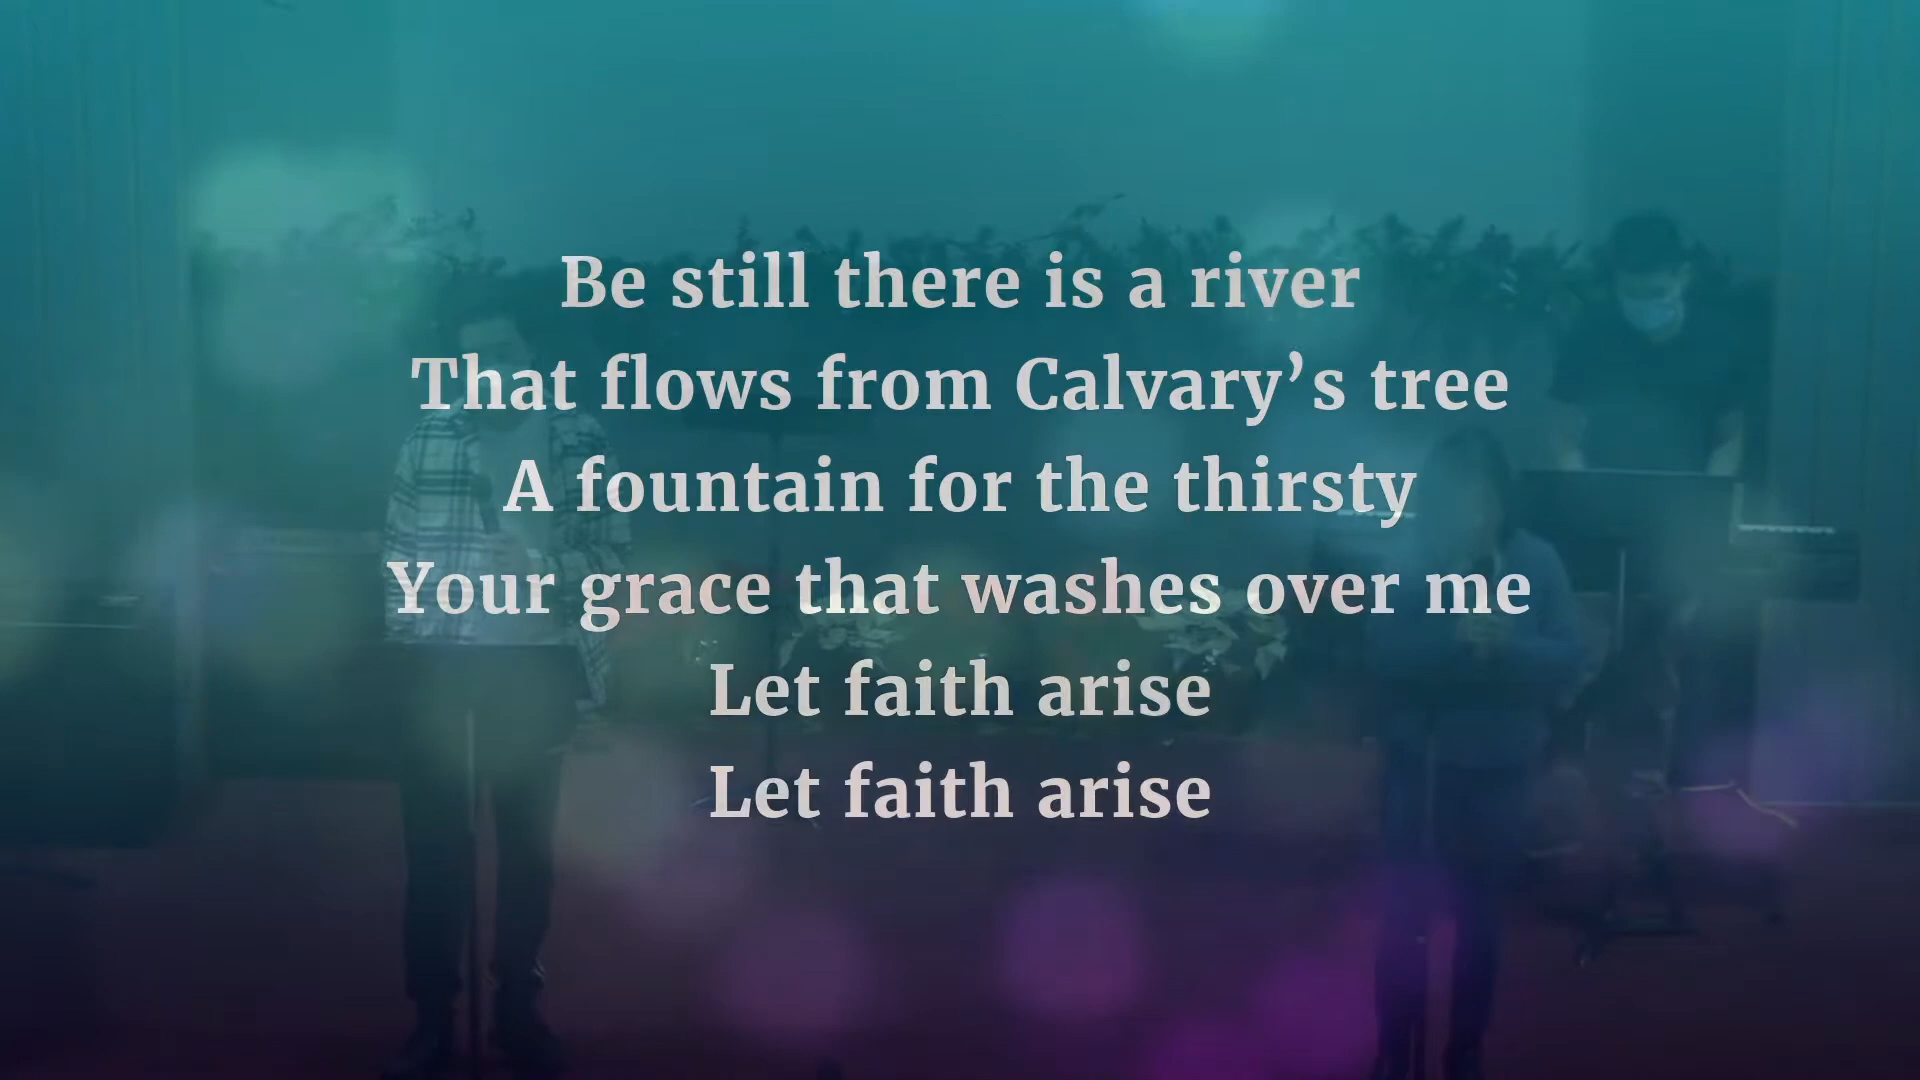 Be still there is a river
That flows from Calvary’s tree
A fountain for the thirsty
Your grace that washes over me
Let faith arise
Let faith arise